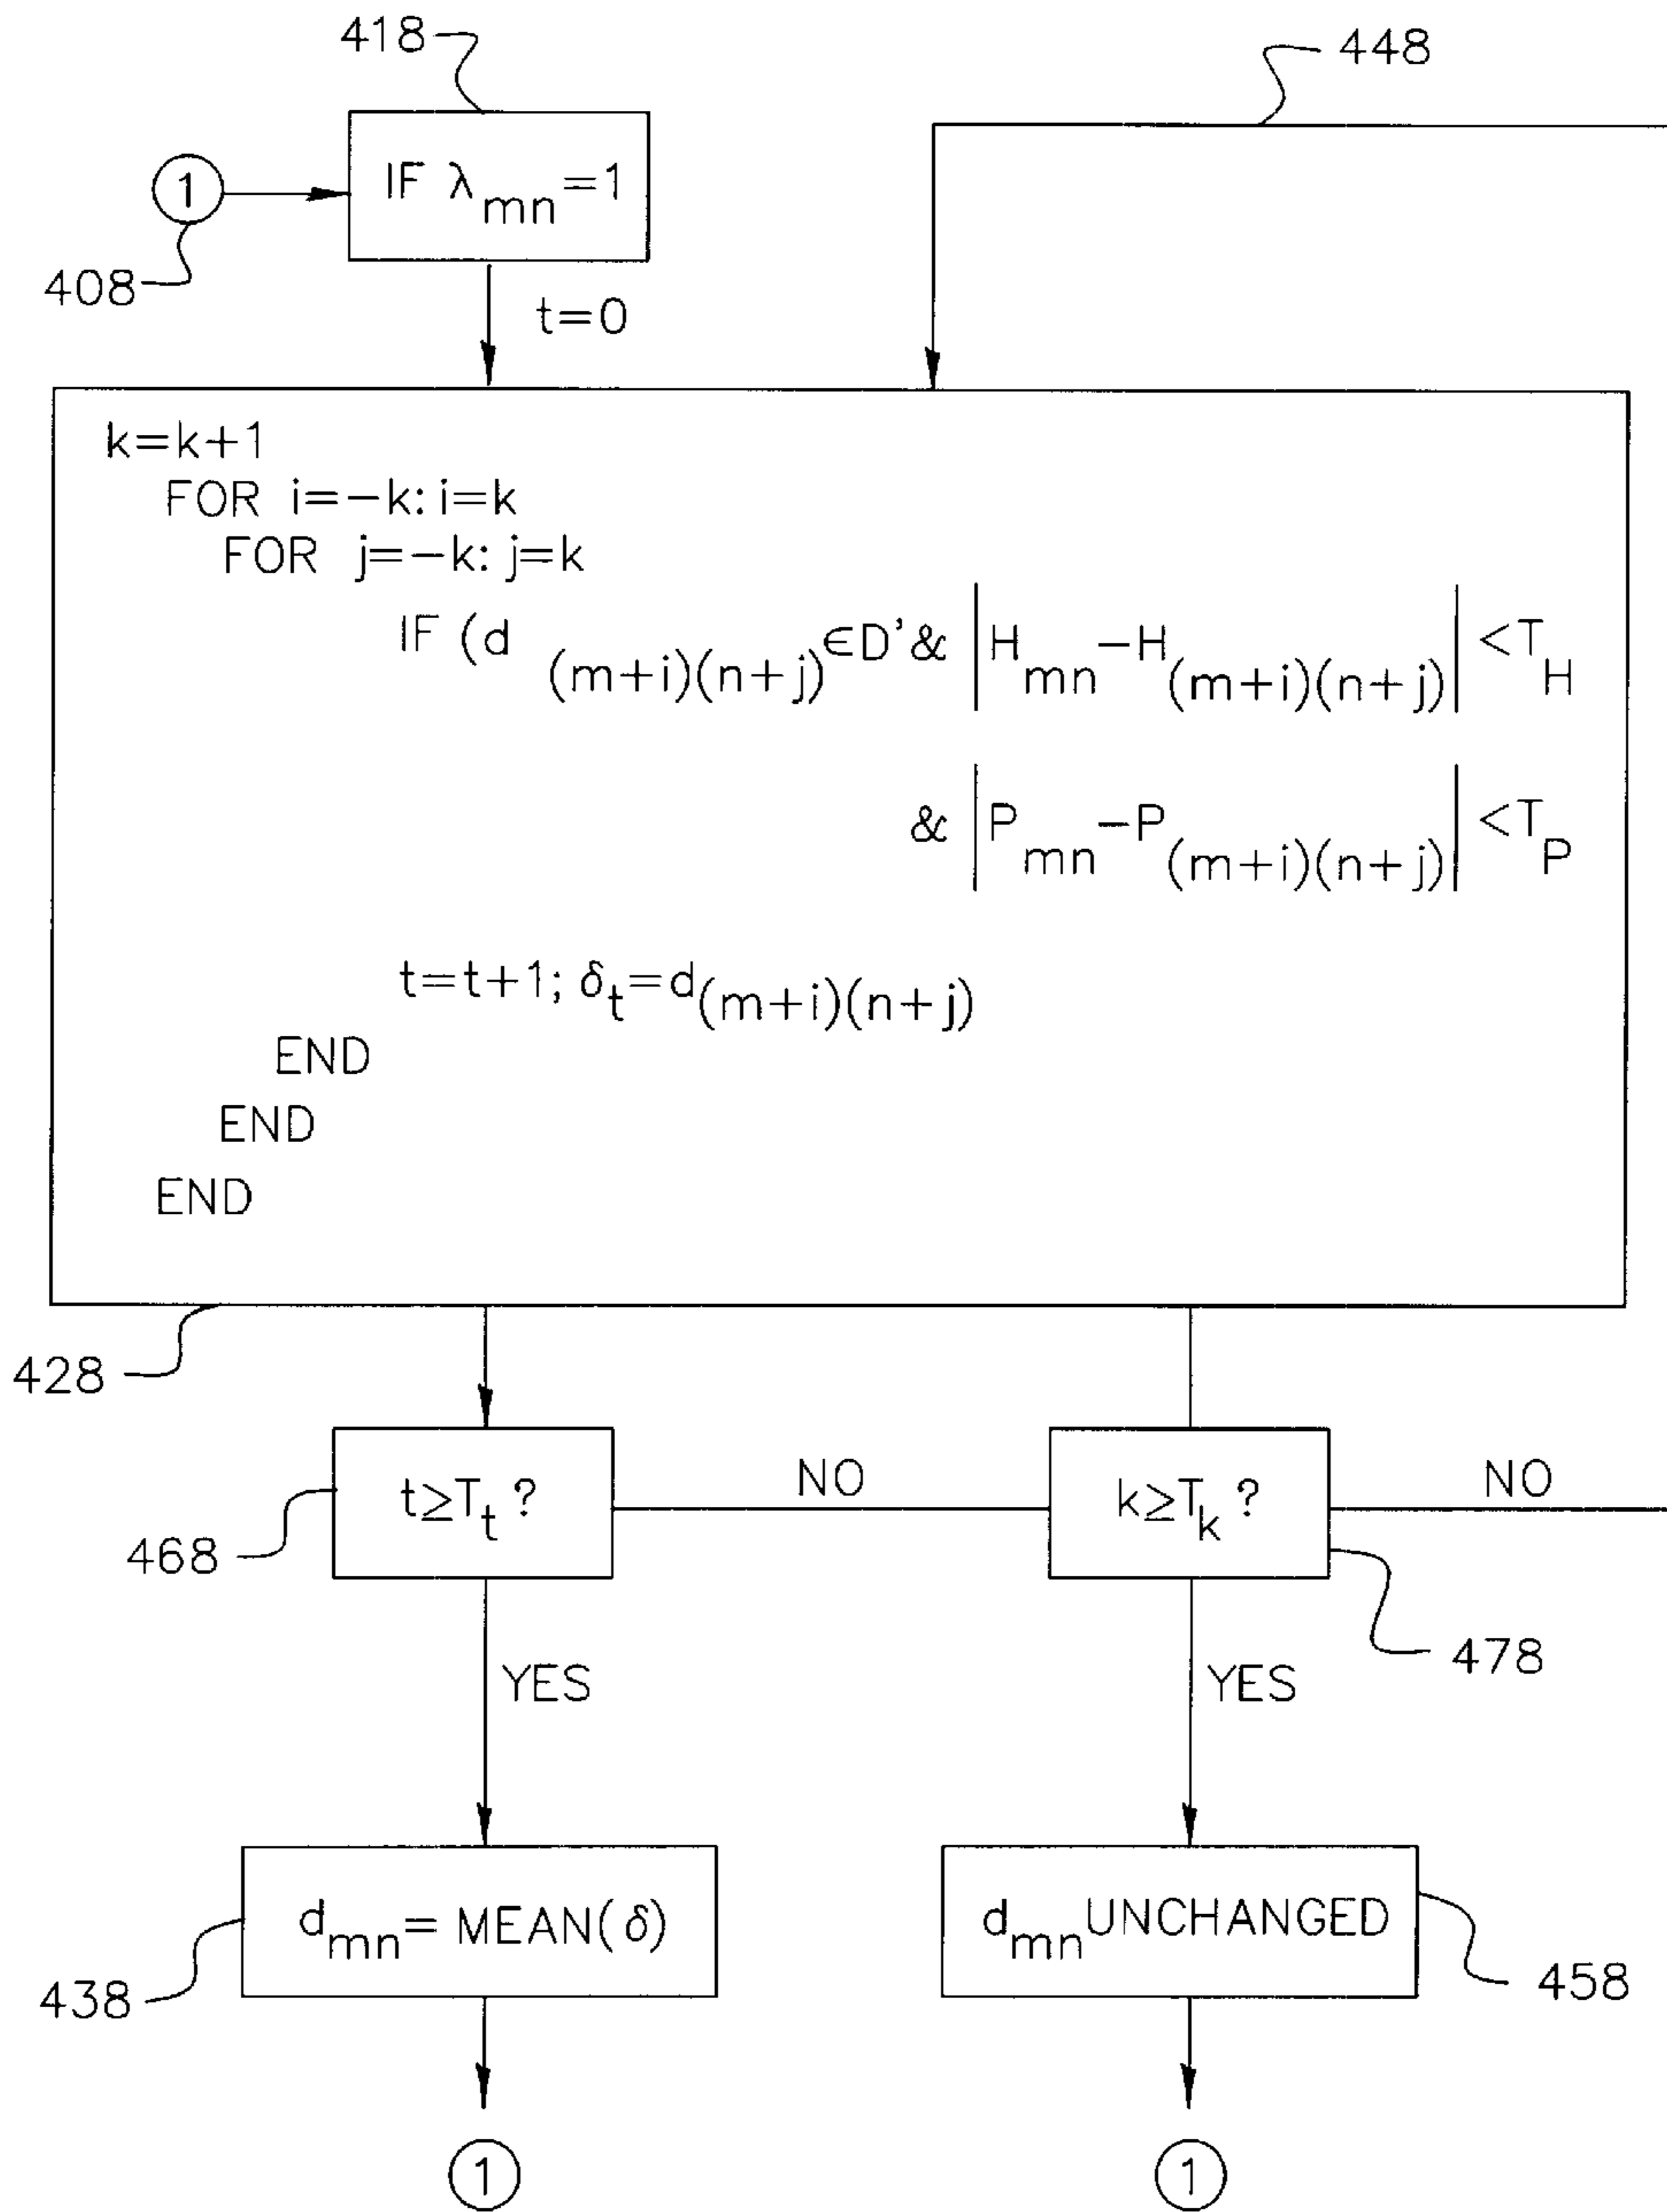 418
448
1
IF λmn=1
408
t=0
k=k+1
FOR i=-k: i=k
FOR j=-k: j=k
IF (d(m+i)(n+j)∈D' & |Hmn-H(m+i)(n+j)| <TH
& |Pmn-P(m+i)(n+j)| <TP
t=t+1; δt=d(m+i)(n+j)
END
END
END
428
t≥Tt ?
NO
k≥Tk ?
NO
468
478
YES
YES
dmn= MEAN(δ)
dmn UNCHANGED
438
458
1
1